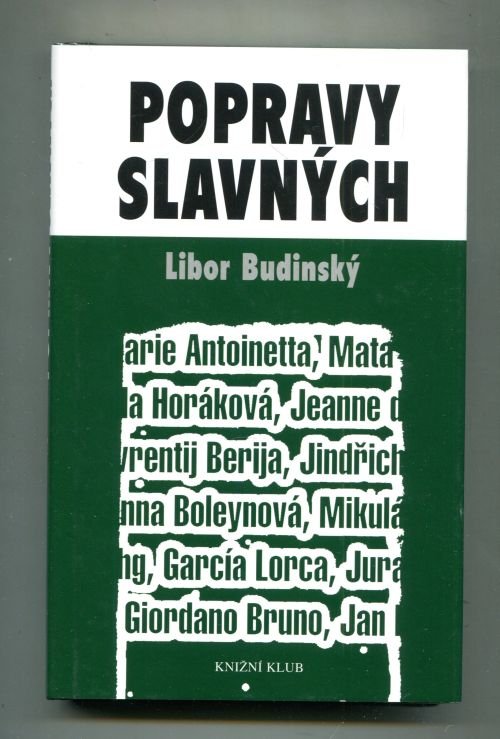 POPRAVY
SLAVNÝCH
Libor Budinský
arie Antoinetta, Mata
la Horáková, Jeanne d
vrentij Berija, Jindřich
nna Boleynová, Mikulá
ng, García Lorca, Jura
Giordano Bruno, Jan
KNIŽNÍ KLUB